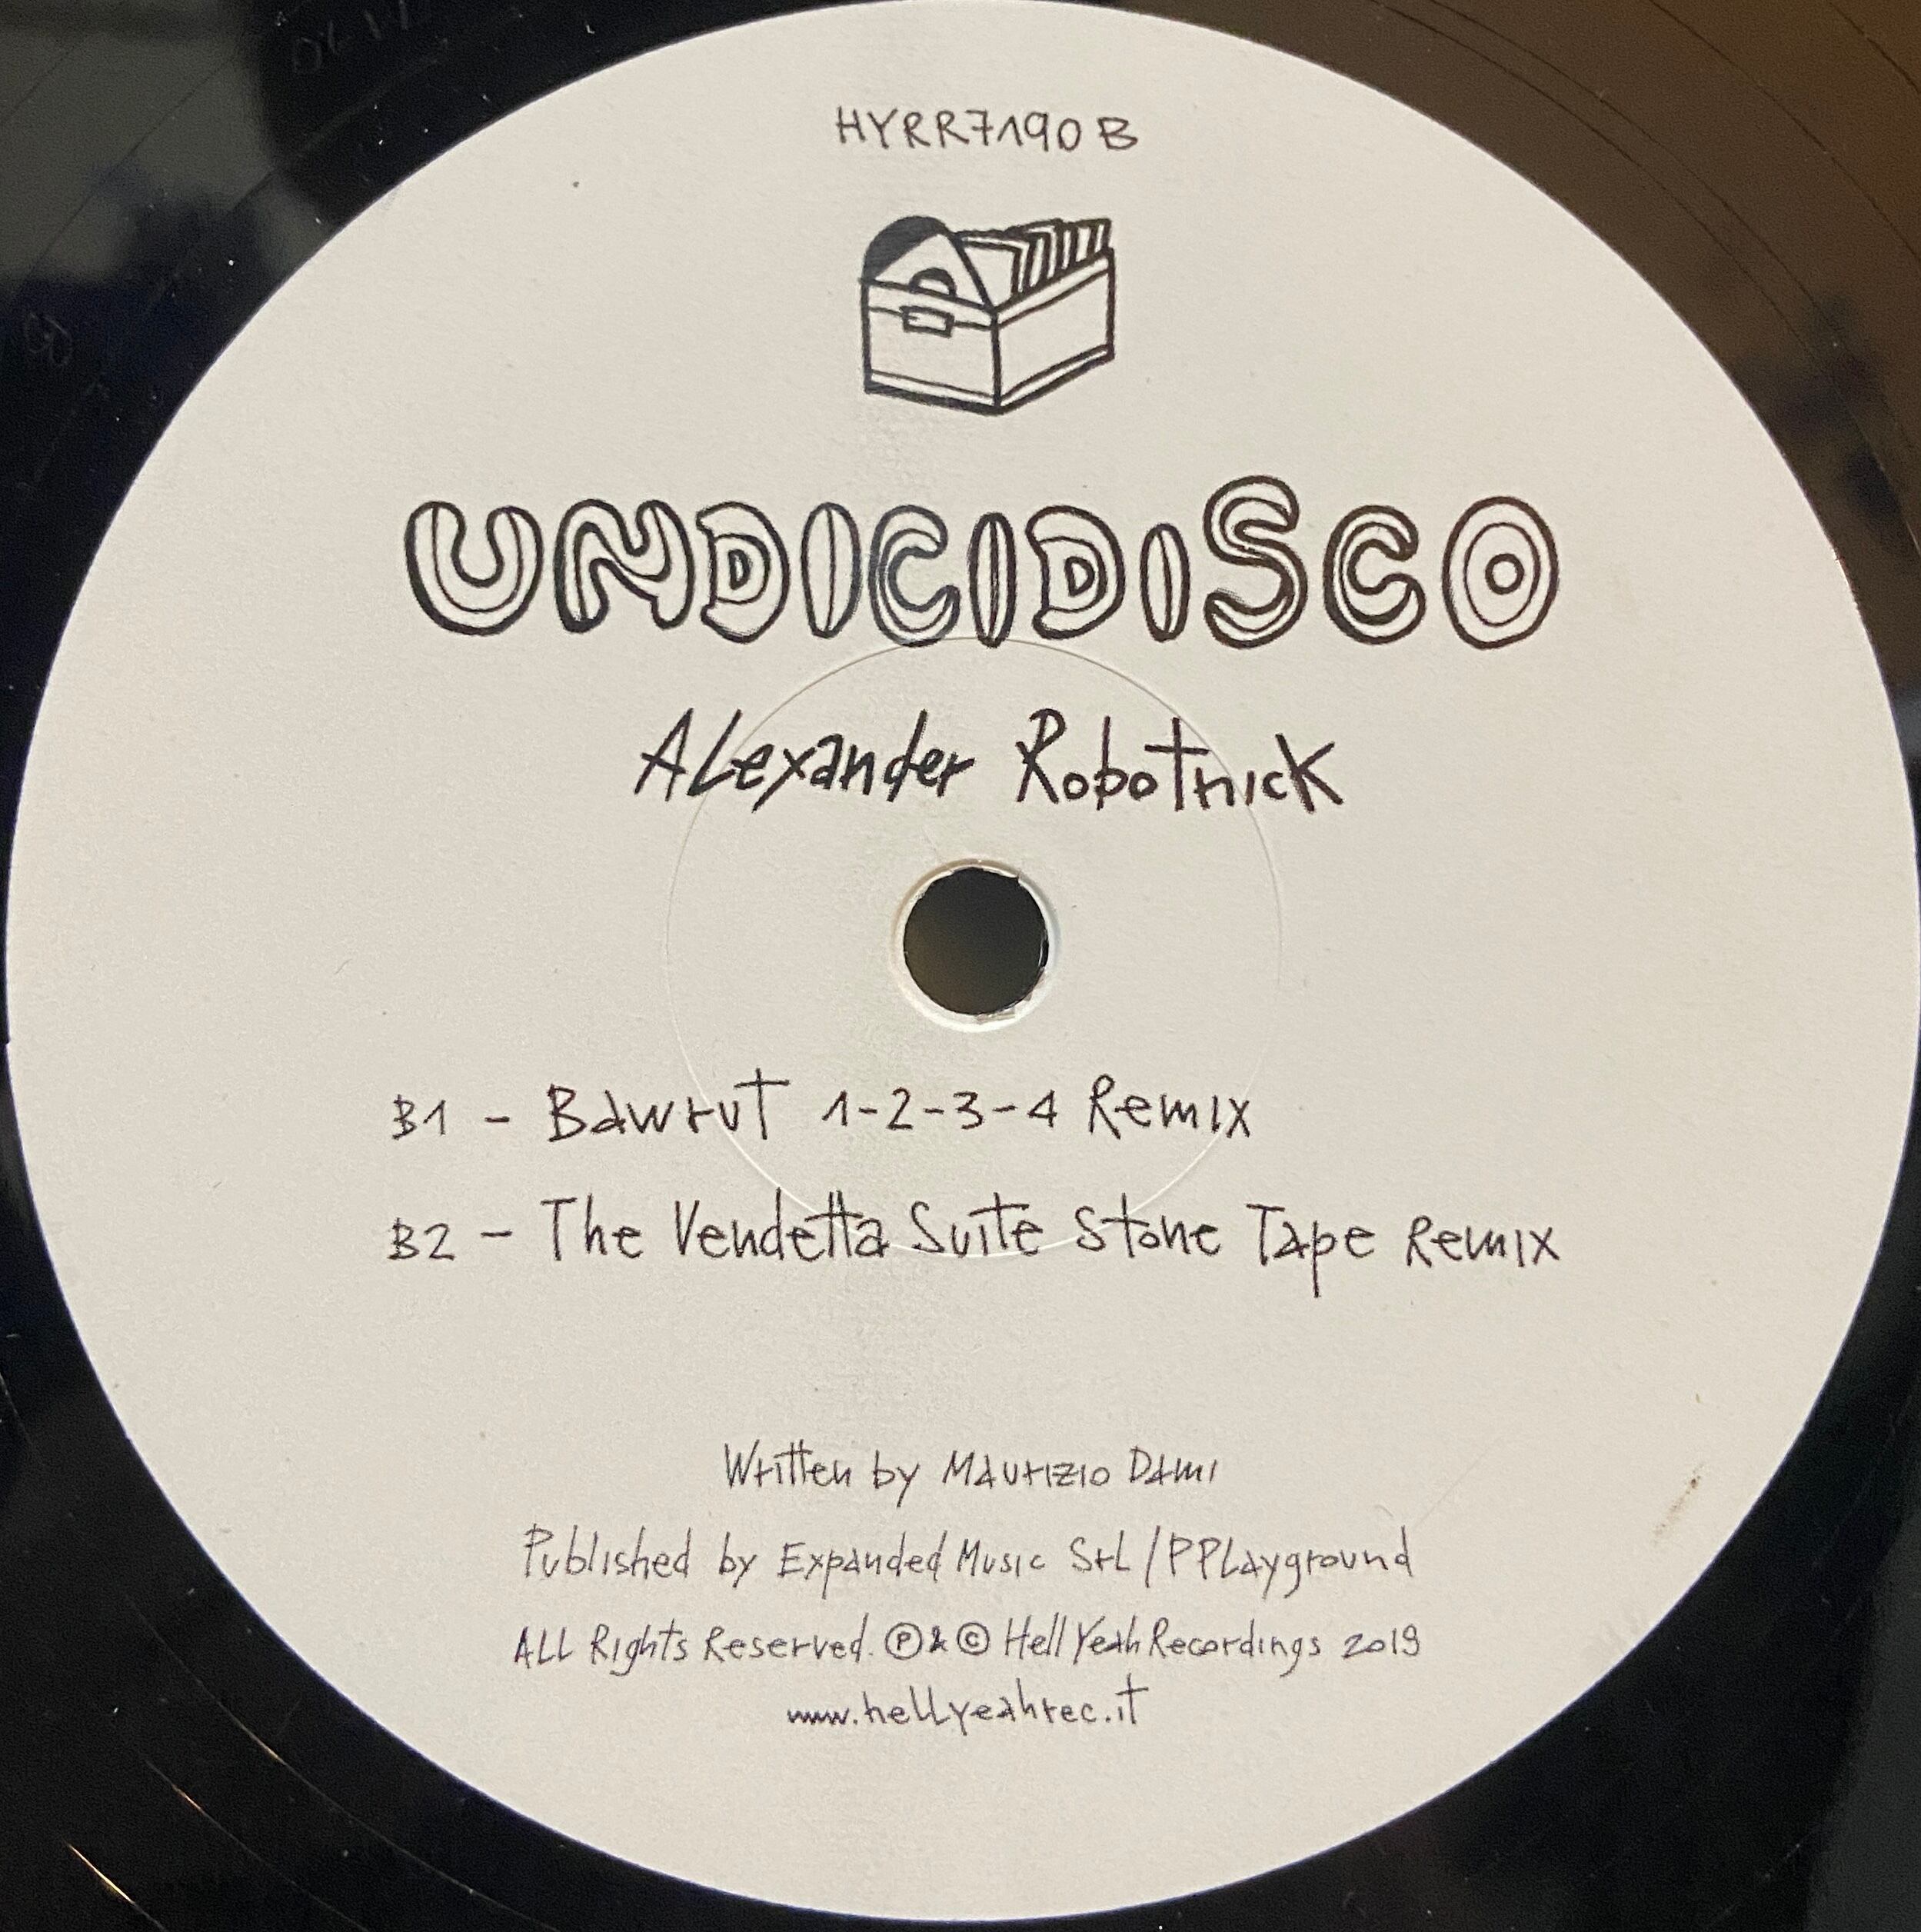 HYRR7190 B
UNDICIDISCO
Alexander Robotnick
B1 - Bawrut 1-2-3-4 Remix
B2 - The Vendetta Suite Stone Tape Remix
Written by Maurizio Dami
Published by Expanded Music Srl / PPLayground
ALL Rights Reserved. ℗ & © Hell Yeah Recordings 2019
www.hellyeahrec.it